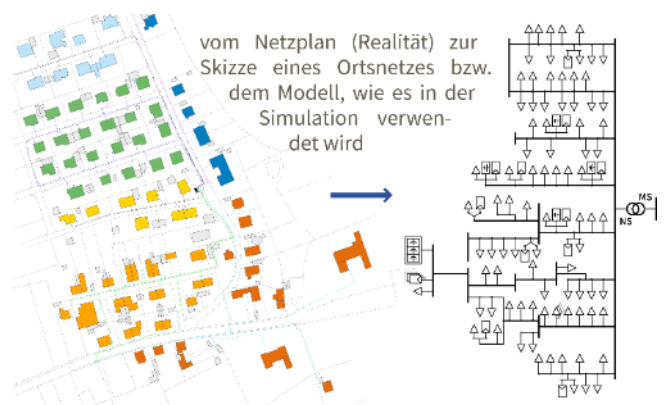 vom Netzplan (Realität) zur
Skizze eines Ortsnetzes bzw.
dem Modell, wie es in der
Simulation verwen-
det wird
MS
NS